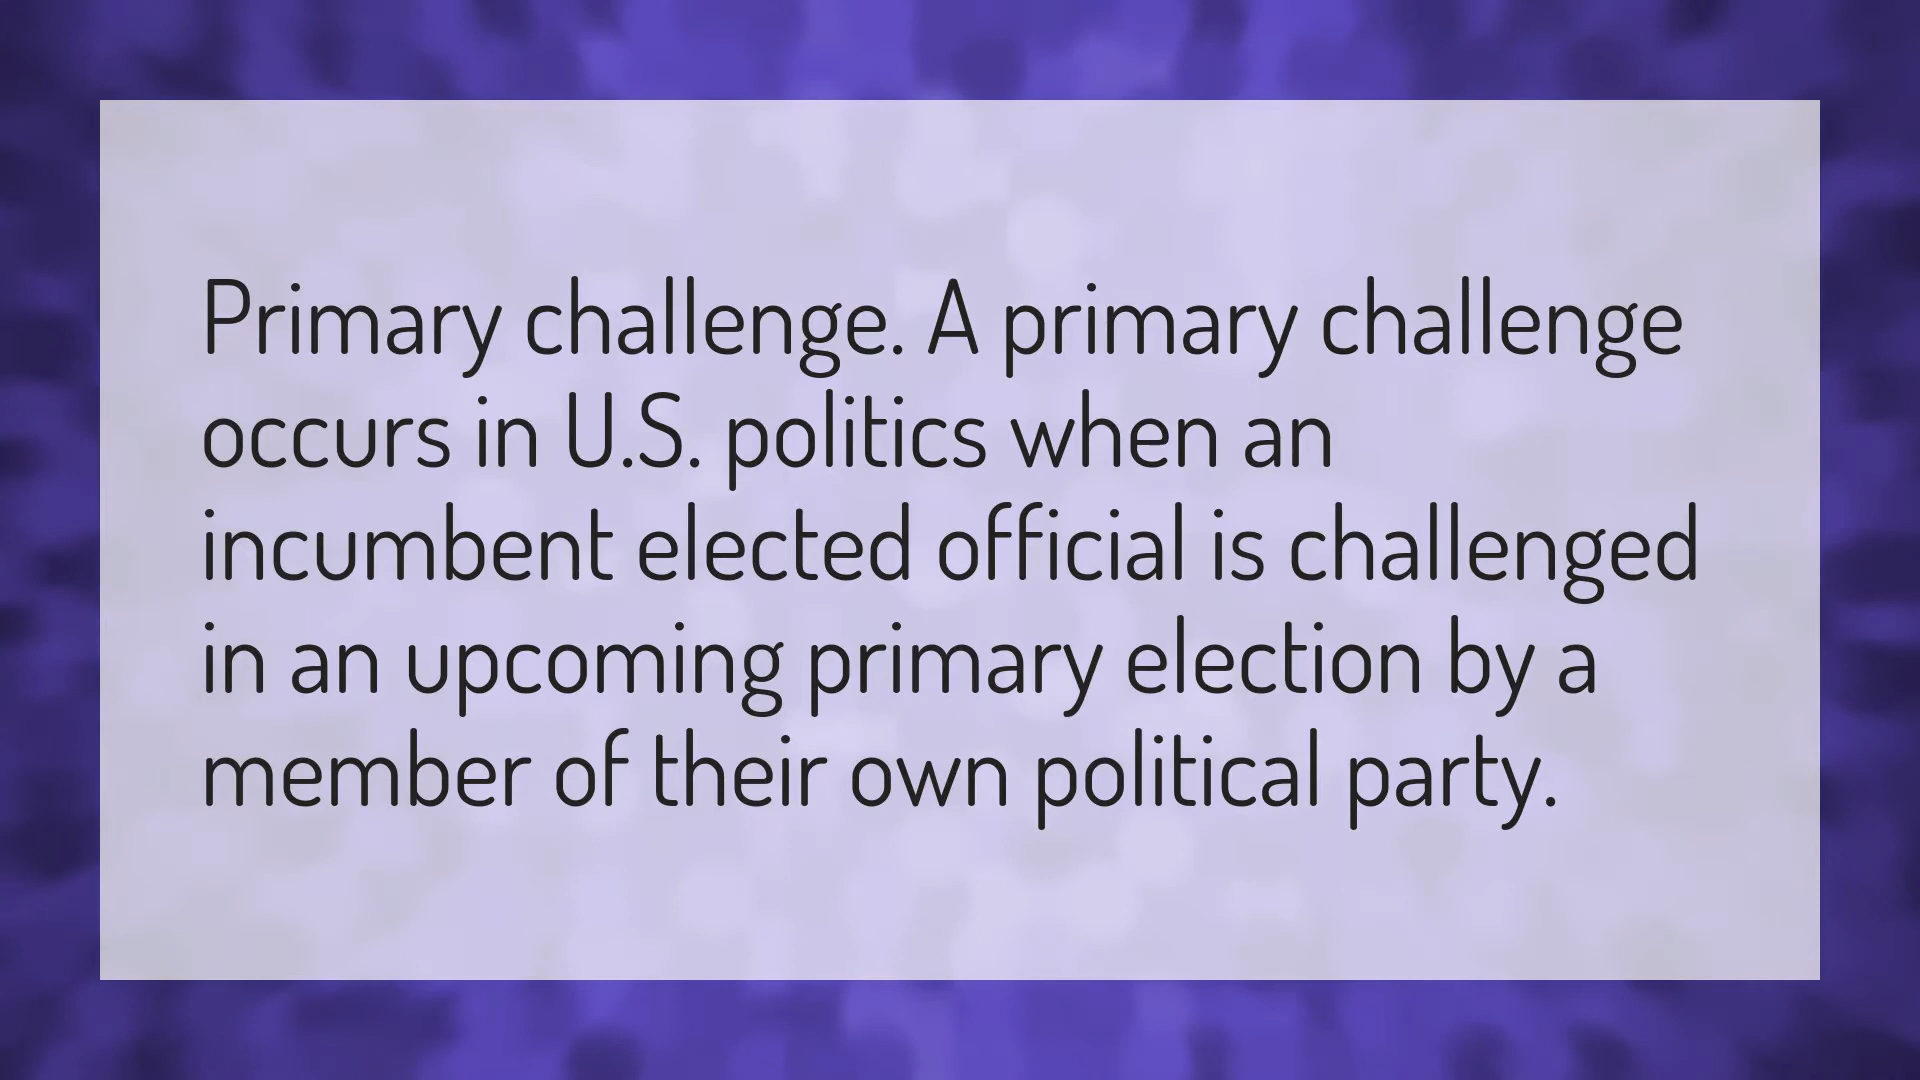 Primary challenge. A primary challenge
occurs in U.S. politics when an
incumbent elected official is challenged
in an upcoming primary election by a
member of their own political party.